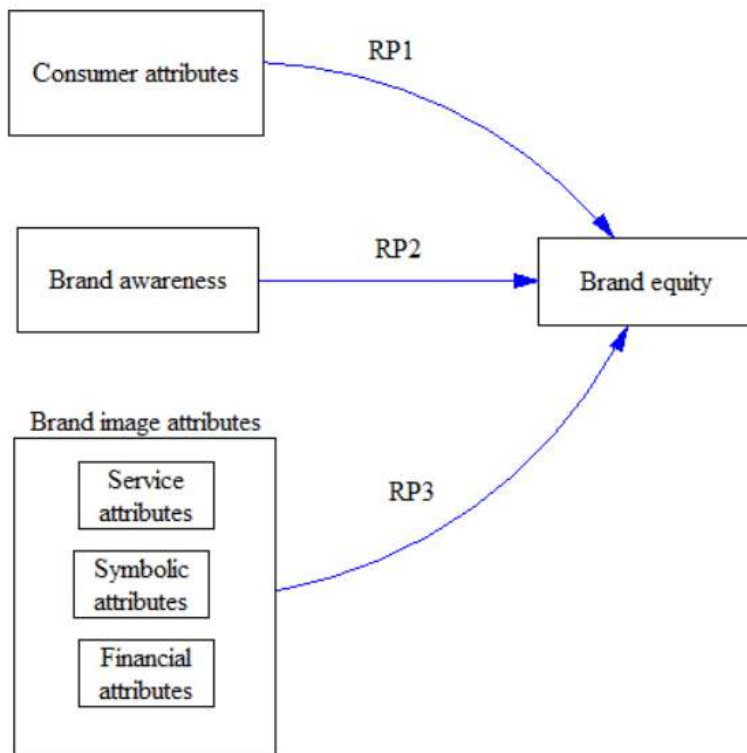 Consumer attributes
RP1
Brand awareness
RP2
Brand equity
Brand image attributes
Service
attributes
Symbolic
attributes
Financial
attributes
RP3